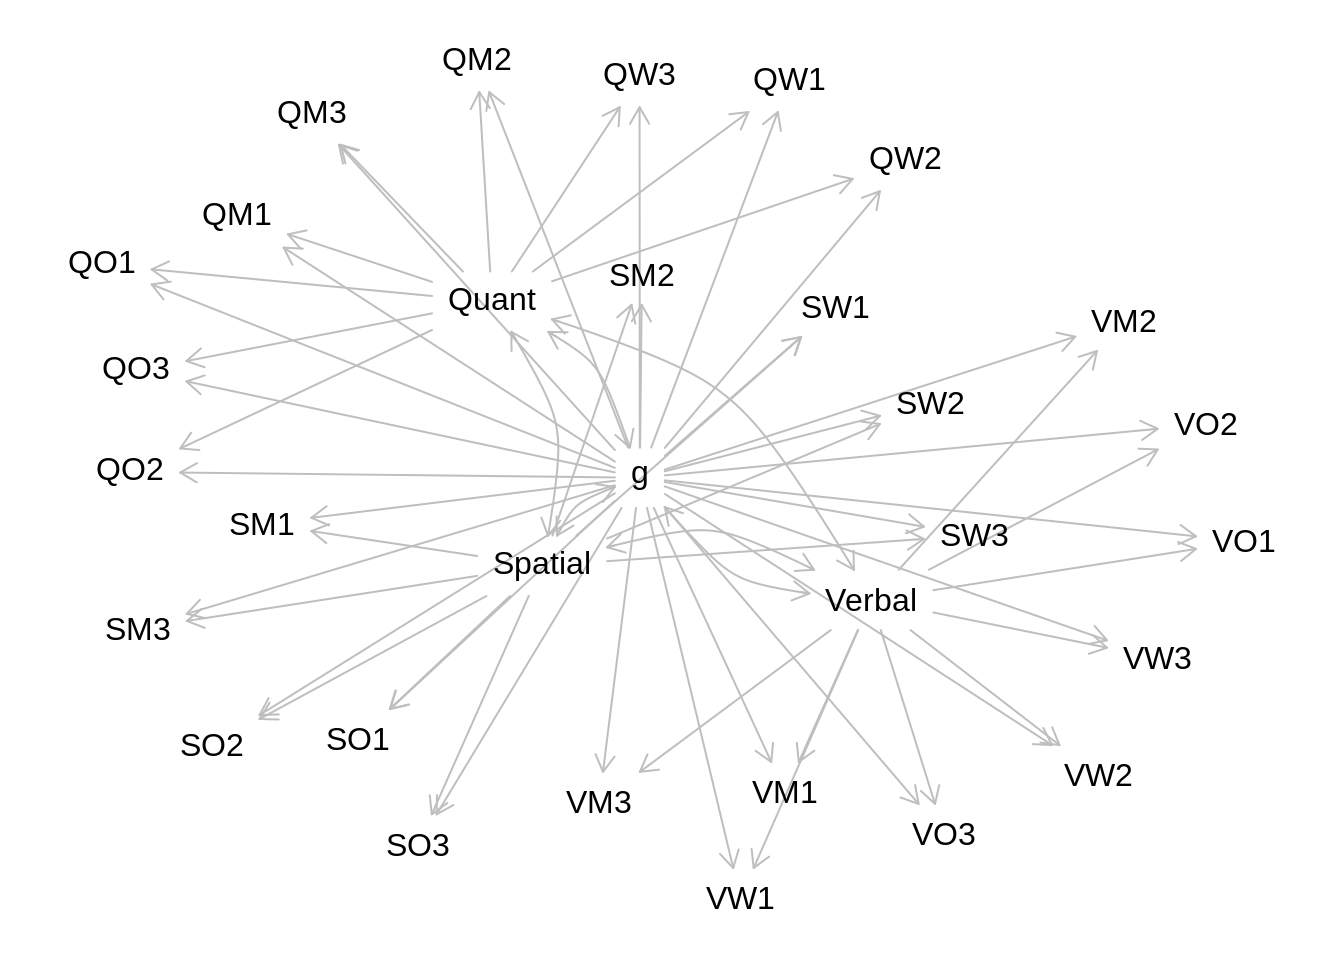 QM2
QW3
QW1
QM3
QW2
QM1
QO1
SM2
Quant
SW1
VM2
QO3
SW2
VO2
QO2
g
SM1
SW3
VO1
Spatial
Verbal
SM3
VW3
SO2
SO1
VW2
VM3
VM1
VO3
SO3
VW1